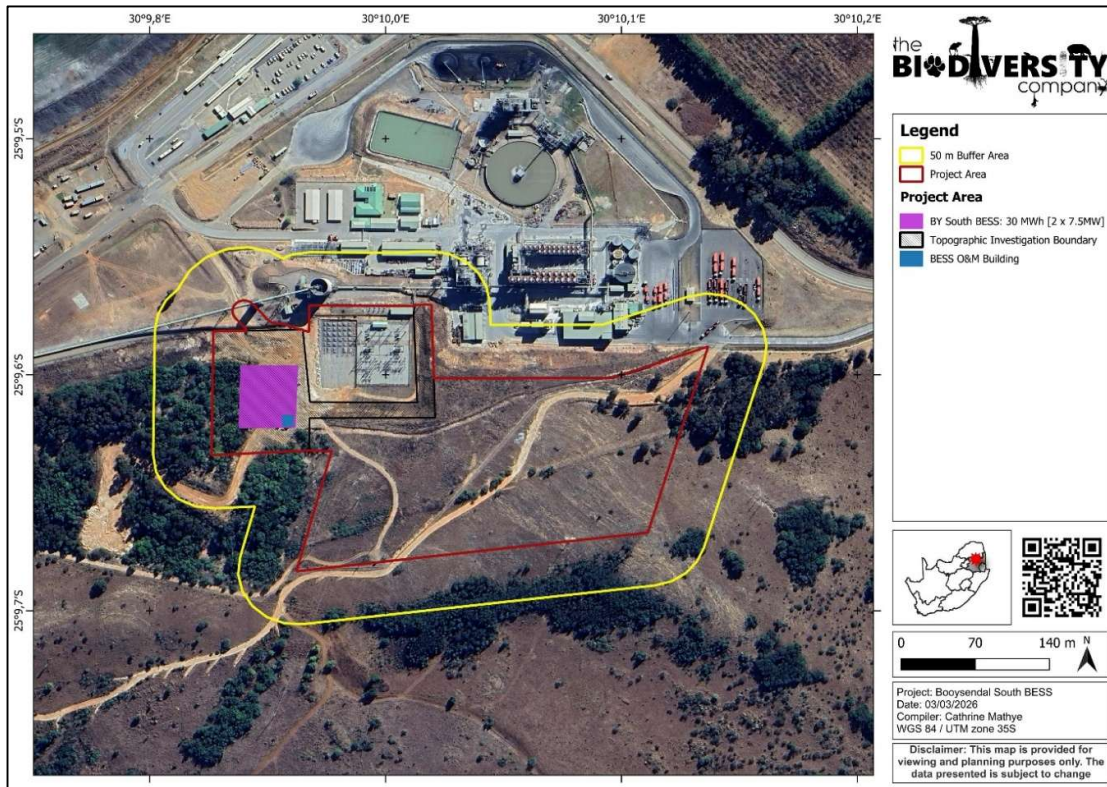 30°9,8'E
30°10,0'E
30°10,1'E
30°10,2'E
25°9,5'S
25°9,6'S
25°9,7'S
the
BIODIVERSITY
company
Legend
50 m Buffer Area
Project Area
Project Area
BY South BESS: 30 MWh [2 x 7.5MW]
Topographic Investigation Boundary
BESS O&M Building
0 70 140 m
N
Project: Booysendal South BESS
Date: 03/03/2026
Compiler: Cathrine Mathye
WGS 84 / UTM zone 35S
Disclaimer: This map is provided for
viewing and planning purposes only. The
data presented is subject to change